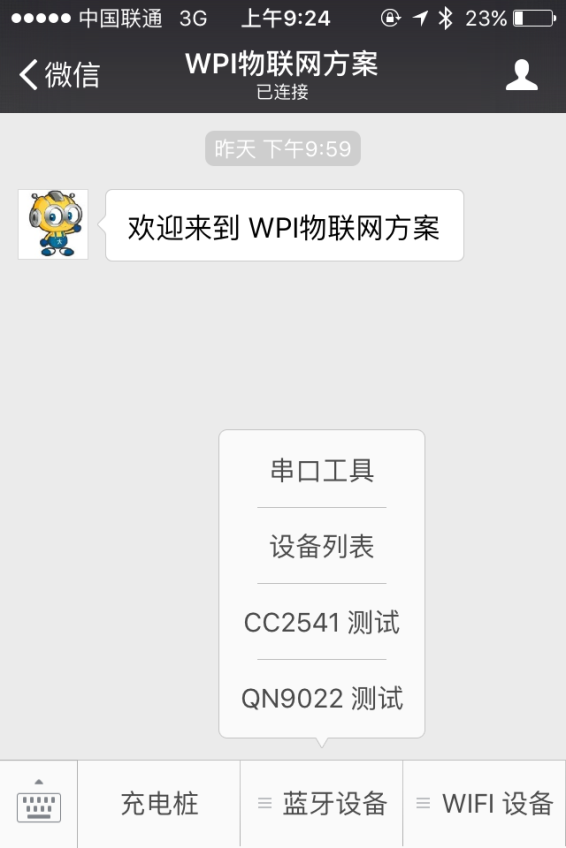 中国联通 3G 上午9:24 23%
微信
WPI物联网方案
已连接
昨天 下午9:59
欢迎来到 WPI物联网方案
串口工具
设备列表
CC2541 测试
QN9022 测试
充电桩
蓝牙设备
WIFI 设备